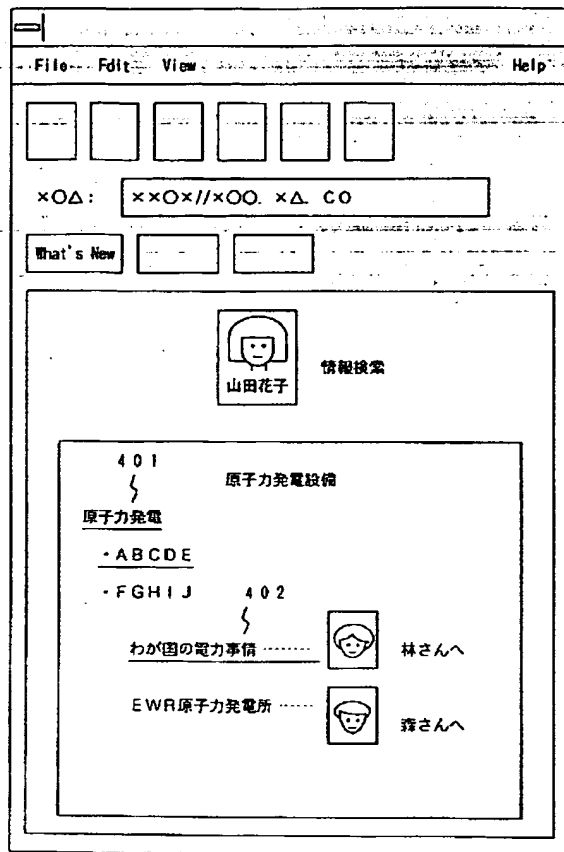 File Fdit View Help
×○△: ××○×//×○○. ×△. CO
What's New
山田花子 情報検索
401
原子力発電設備
原子力発電
・ABCDE
・FGHIJ 402
わが国の電力事情 ……… 林さんへ
EWR原子力発電所 …… 森さんへ